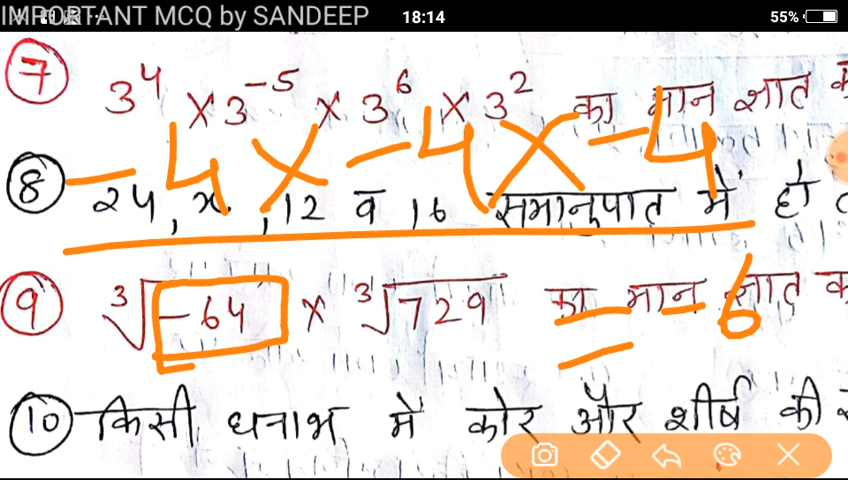 IMPORTANT MCQ by SANDEEP 18:14 55%
7 3⁴ × 3⁻⁵ × 3⁶ × 3² का मान ज्ञात
- 4 × - 4 × - 4
8 24, x, 12 व 16 समानुपात में हो
9 ∛-64 × ∛729 का मान ज्ञात क
= - 6
10 किसी घनाभ में कोर और शीर्ष की